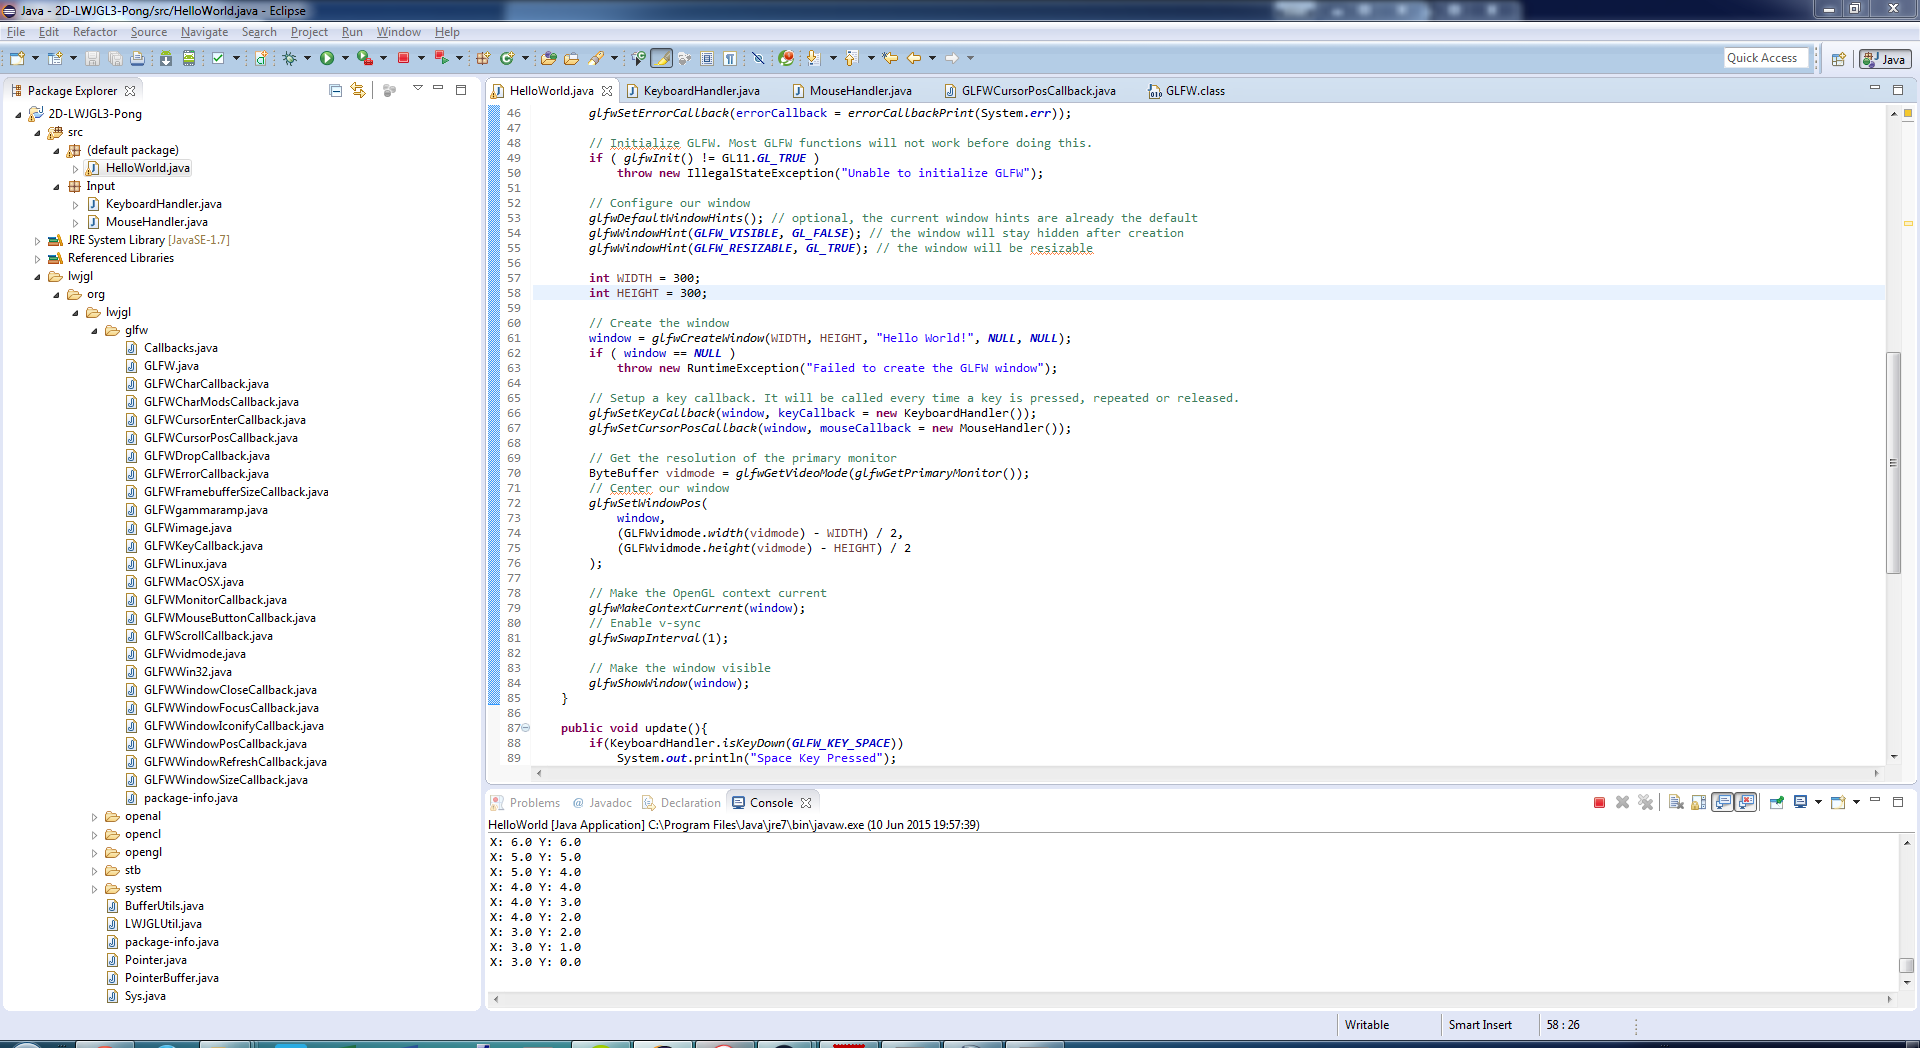 Java - 2D-LWJGL3-Pong/src/HelloWorld.java - Eclipse
File Edit Refactor Source Navigate Search Project Run Window Help
Quick Access Java
Package Explorer
2D-LWJGL3-Pong
src
(default package)
HelloWorld.java
Input
KeyboardHandler.java
MouseHandler.java
JRE System Library [JavaSE-1.7]
Referenced Libraries
lwjgl
org
lwjgl
glfw
Callbacks.java
GLFW.java
GLFWCharCallback.java
GLFWCharModsCallback.java
GLFWCursorEnterCallback.java
GLFWCursorPosCallback.java
GLFWDropCallback.java
GLFWErrorCallback.java
GLFWFramebufferSizeCallback.java
GLFWgammaramp.java
GLFWimage.java
GLFWKeyCallback.java
GLFWLinux.java
GLFWMacOSX.java
GLFWMonitorCallback.java
GLFWMouseButtonCallback.java
GLFWScrollCallback.java
GLFWvidmode.java
GLFWWin32.java
GLFWWindowCloseCallback.java
GLFWWindowFocusCallback.java
GLFWWindowIconifyCallback.java
GLFWWindowPosCallback.java
GLFWWindowRefreshCallback.java
GLFWWindowSizeCallback.java
package-info.java
openal
opencl
opengl
stb
system
BufferUtils.java
LWJGLUtil.java
package-info.java
Pointer.java
PointerBuffer.java
Sys.java
HelloWorld.java KeyboardHandler.java MouseHandler.java GLFWCursorPosCallback.java GLFW.class
46 glfwSetErrorCallback(errorCallback = errorCallbackPrint(System.err));
47
48 // Initialize GLFW. Most GLFW functions will not work before doing this.
49 if ( glfwInit() != GL11.GL_TRUE )
50 throw new IllegalStateException("Unable to initialize GLFW");
51
52 // Configure our window
53 glfwDefaultWindowHints(); // optional, the current window hints are already the default
54 glfwWindowHint(GLFW_VISIBLE, GL_FALSE); // the window will stay hidden after creation
55 glfwWindowHint(GLFW_RESIZABLE, GL_TRUE); // the window will be resizable
56
57 int WIDTH = 300;
58 int HEIGHT = 300;
59
60 // Create the window
61 window = glfwCreateWindow(WIDTH, HEIGHT, "Hello World!", NULL, NULL);
62 if ( window == NULL )
63 throw new RuntimeException("Failed to create the GLFW window");
64
65 // Setup a key callback. It will be called every time a key is pressed, repeated or released.
66 glfwSetKeyCallback(window, keyCallback = new KeyboardHandler());
67 glfwSetCursorPosCallback(window, mouseCallback = new MouseHandler());
68
69 // Get the resolution of the primary monitor
70 ByteBuffer vidmode = glfwGetVideoMode(glfwGetPrimaryMonitor());
71 // Center our window
72 glfwSetWindowPos(
73 window,
74 (GLFWvidmode.width(vidmode) - WIDTH) / 2,
75 (GLFWvidmode.height(vidmode) - HEIGHT) / 2
76 );
77
78 // Make the OpenGL context current
79 glfwMakeContextCurrent(window);
80 // Enable v-sync
81 glfwSwapInterval(1);
82
83 // Make the window visible
84 glfwShowWindow(window);
85 }
86
87 public void update(){
88 if(KeyboardHandler.isKeyDown(GLFW_KEY_SPACE))
89 System.out.println("Space Key Pressed");
Problems @ Javadoc Declaration Console
HelloWorld [Java Application] C:\Program Files\Java\jre7\bin\javaw.exe (10 Jun 2015 19:57:39)
X: 6.0 Y: 6.0
X: 5.0 Y: 5.0
X: 5.0 Y: 4.0
X: 4.0 Y: 4.0
X: 4.0 Y: 3.0
X: 4.0 Y: 2.0
X: 3.0 Y: 2.0
X: 3.0 Y: 1.0
X: 3.0 Y: 0.0
Writable Smart Insert 58 : 26